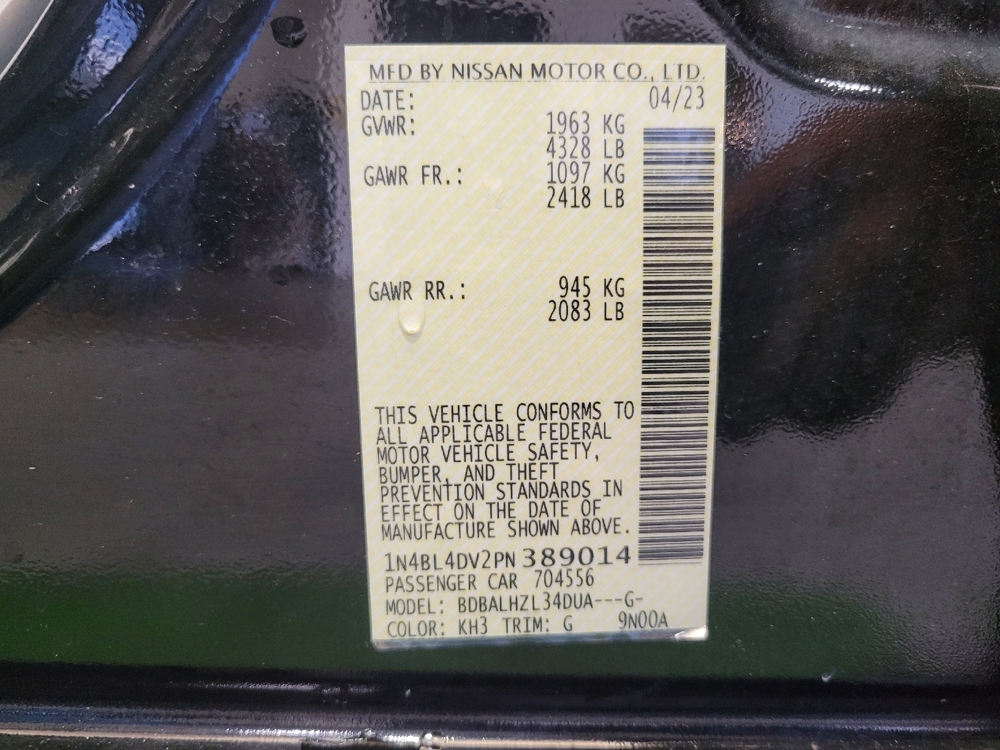 MFD BY NISSAN MOTOR CO., LTD.
DATE: 04/23
GVWR: 1963 KG
4328 LB
GAWR FR.: 1097 KG
2418 LB
GAWR RR.: 945 KG
2083 LB
THIS VEHICLE CONFORMS TO
ALL APPLICABLE FEDERAL
MOTOR VEHICLE SAFETY,
BUMPER, AND THEFT
PREVENTION STANDARDS IN
EFFECT ON THE DATE OF
MANUFACTURE SHOWN ABOVE.
1N4BL4DV2PN389014
PASSENGER CAR 704556
MODEL: BDBALHZL34DUA---G-
COLOR: KH3 TRIM: G 9N00A